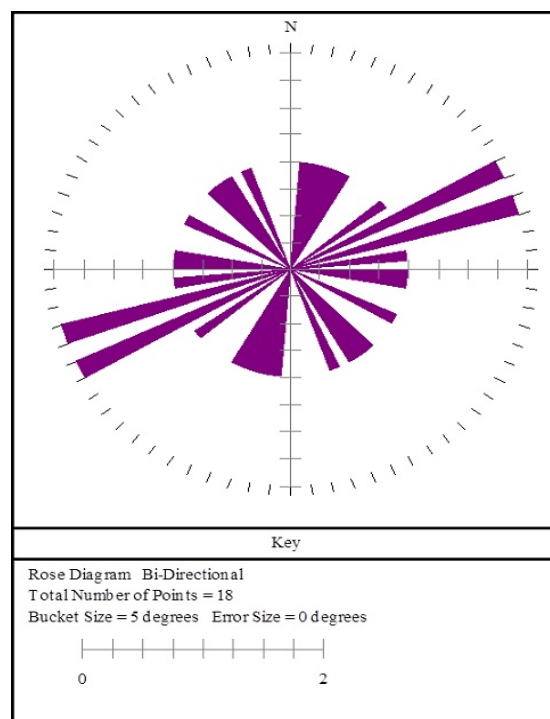 N
Key
Rose Diagram Bi-Directional
Total Number of Points = 18
Bucket Size = 5 degrees Error Size = 0 degrees
0 2